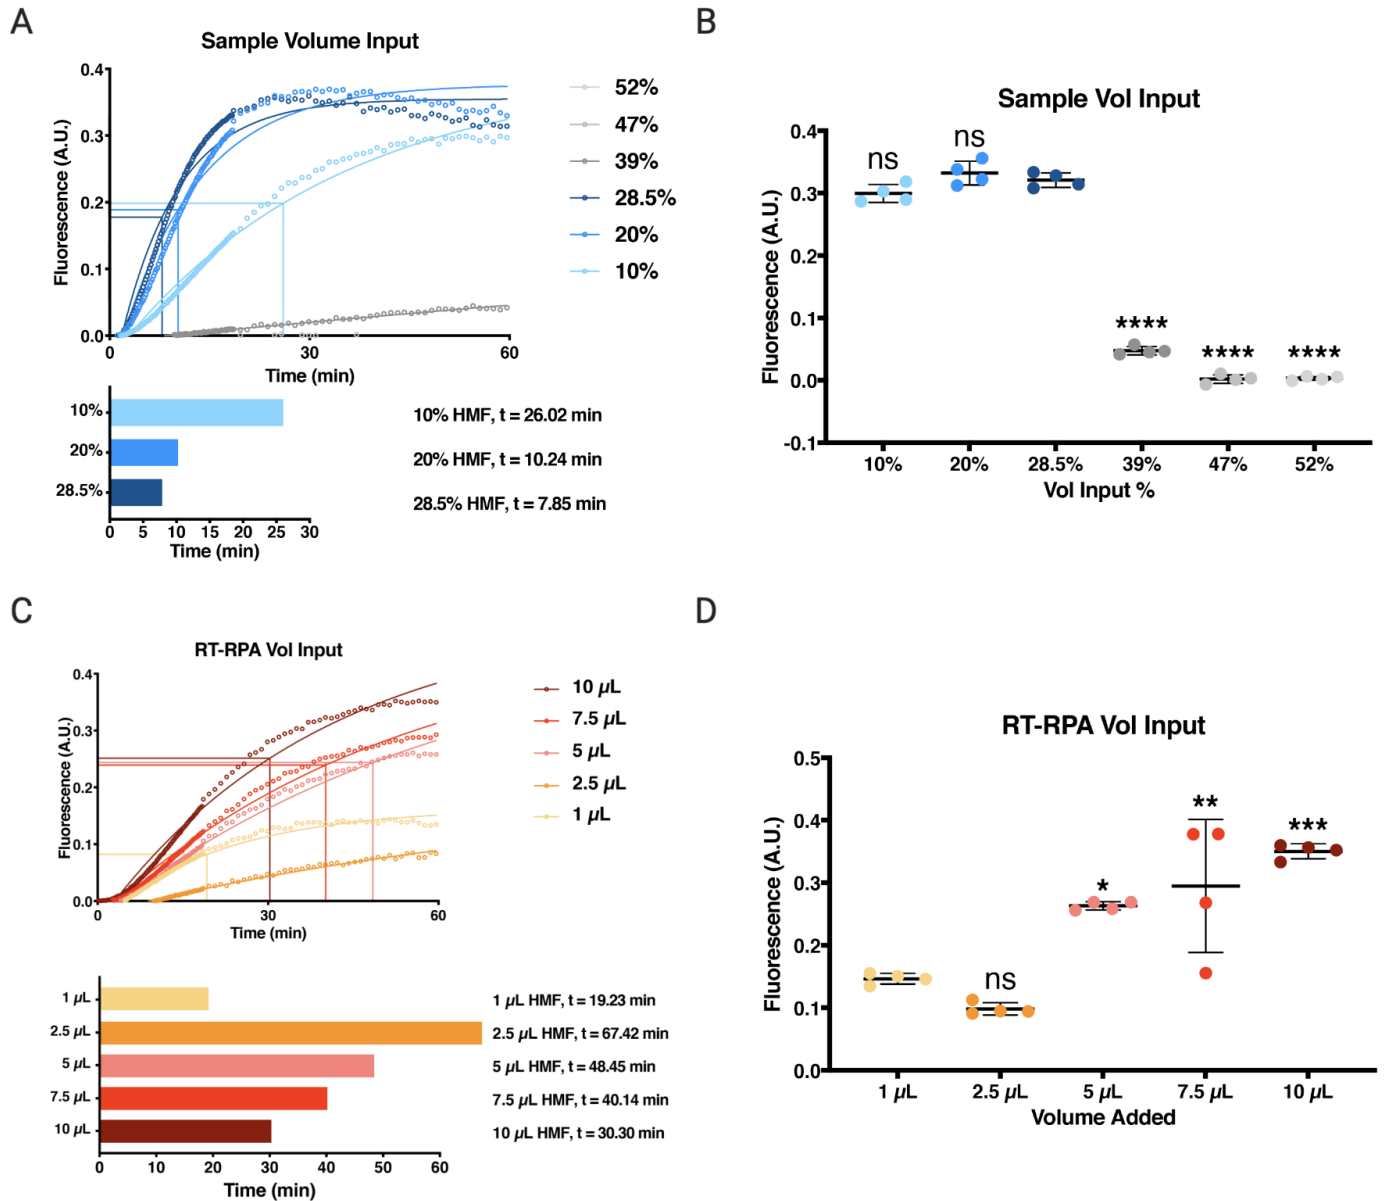 A
Sample Volume Input
Fluorescence (A.U.)
0.4
0.3
0.2
0.1
0.0
0
30
60
Time (min)
52%
47%
39%
28.5%
20%
10%
10%
20%
28.5%
0 5 10 15 20 25 30
Time (min)
10% HMF, t = 26.02 min
20% HMF, t = 10.24 min
28.5% HMF, t = 7.85 min
B
Sample Vol Input
Fluorescence (A.U.)
0.4
0.3
0.2
0.1
0.0
-0.1
ns
ns
****
****
****
10% 20% 28.5% 39% 47% 52%
Vol Input %
C
RT-RPA Vol Input
Fluorescence (A.U.)
0.4
0.3
0.2
0.1
0.0
0
30
60
Time (min)
10 µL
7.5 µL
5 µL
2.5 µL
1 µL
1 µL
2.5 µL
5 µL
7.5 µL
10 µL
0 10 20 30 40 50 60
Time (min)
1 µL HMF, t = 19.23 min
2.5 µL HMF, t = 67.42 min
5 µL HMF, t = 48.45 min
7.5 µL HMF, t = 40.14 min
10 µL HMF, t = 30.30 min
D
RT-RPA Vol Input
Fluorescence (A.U.)
0.5
0.4
0.3
0.2
0.1
0.0
ns
*
**
***
1 µL 2.5 µL 5 µL 7.5 µL 10 µL
Volume Added